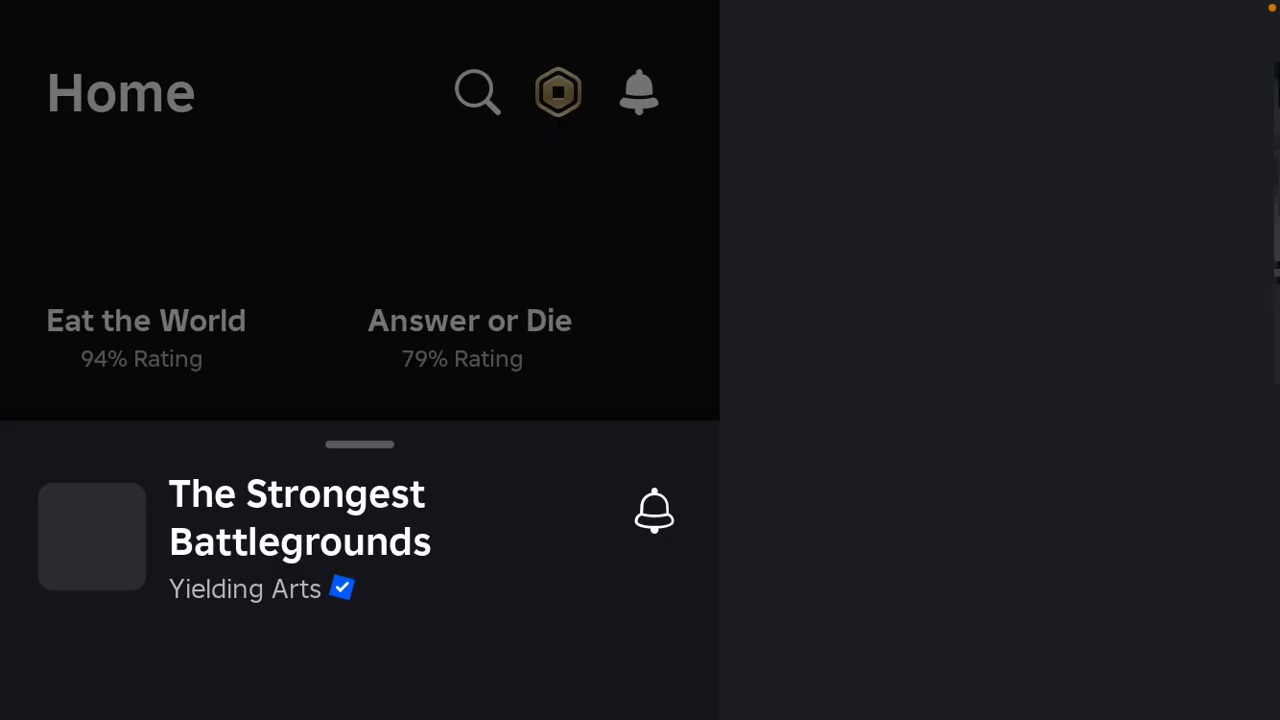 Home
Eat the World
Answer or Die
94% Rating
79% Rating
The Strongest
Battlegrounds
Yielding Arts